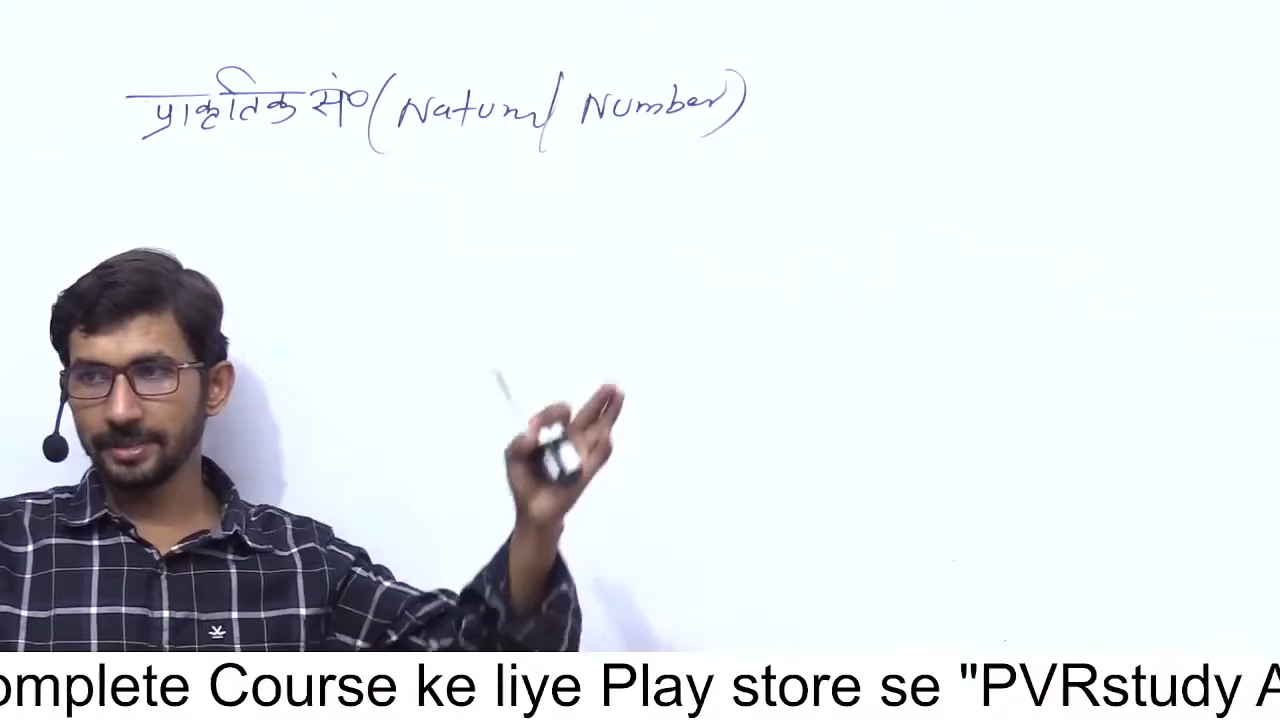 प्राकृतिक सं० (Natural Number)
omplete Course ke liye Play store se "PVRstudy A